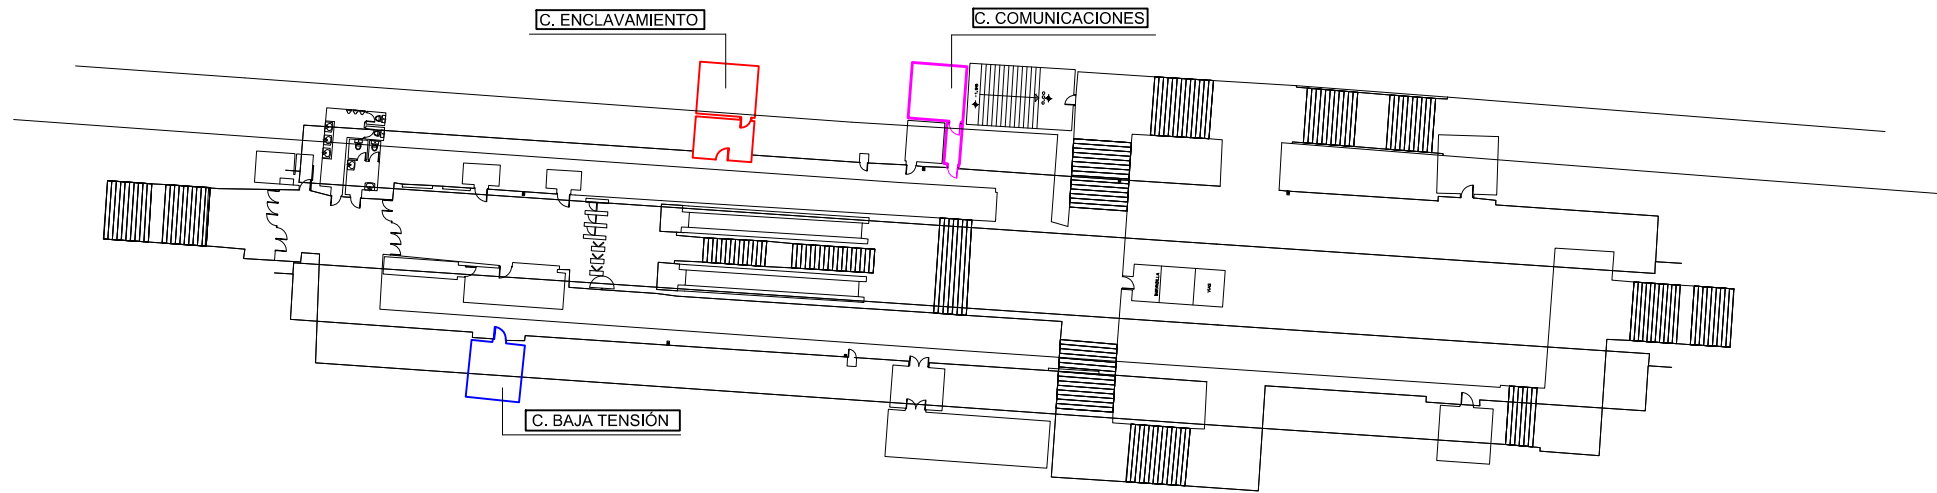 C. ENCLAVAMIENTO
C. COMUNICACIONES
C. BAJA TENSIÓN